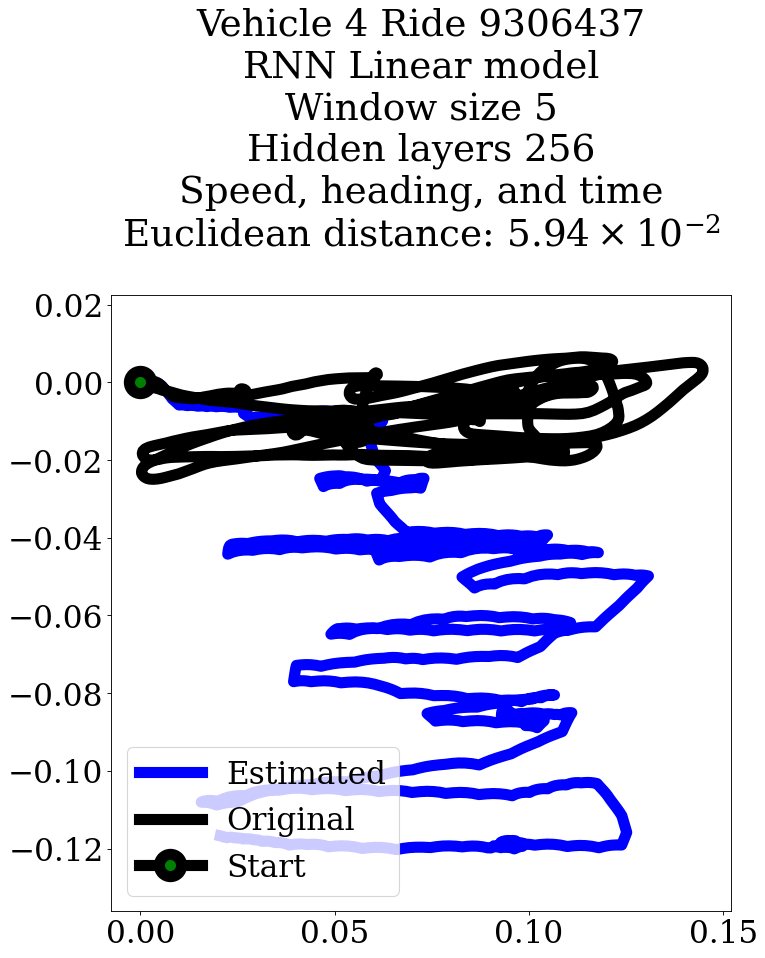 Vehicle 4 Ride 9306437
RNN Linear model
Window size 5
Hidden layers 256
Speed, heading, and time
Euclidean distance: 5.94 × 10⁻²
0.02
0.00
−0.02
−0.04
−0.06
−0.08
−0.10
−0.12
Estimated
Original
Start
0.00 0.05 0.10 0.15